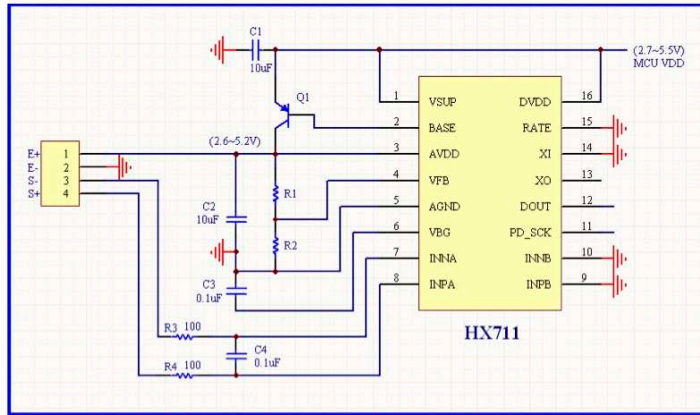 C1
10uF
(2.7~5.5V)
MCU VDD
Q1
1 VSUP DVDD 16
2 BASE RATE 15
(2.6~5.2V)
3 AVDD XI 14
E+ 1
E- 2
S- 3
S+ 4
R1
4 VFB XO 13
C2
10uF
5 AGND DOUT 12
6 VBG PD_SCK 11
R2
7 INNA INNB 10
C3
0.1uF
8 INPA INPB 9
HX711
R3 100
C4
0.1uF
R4 100